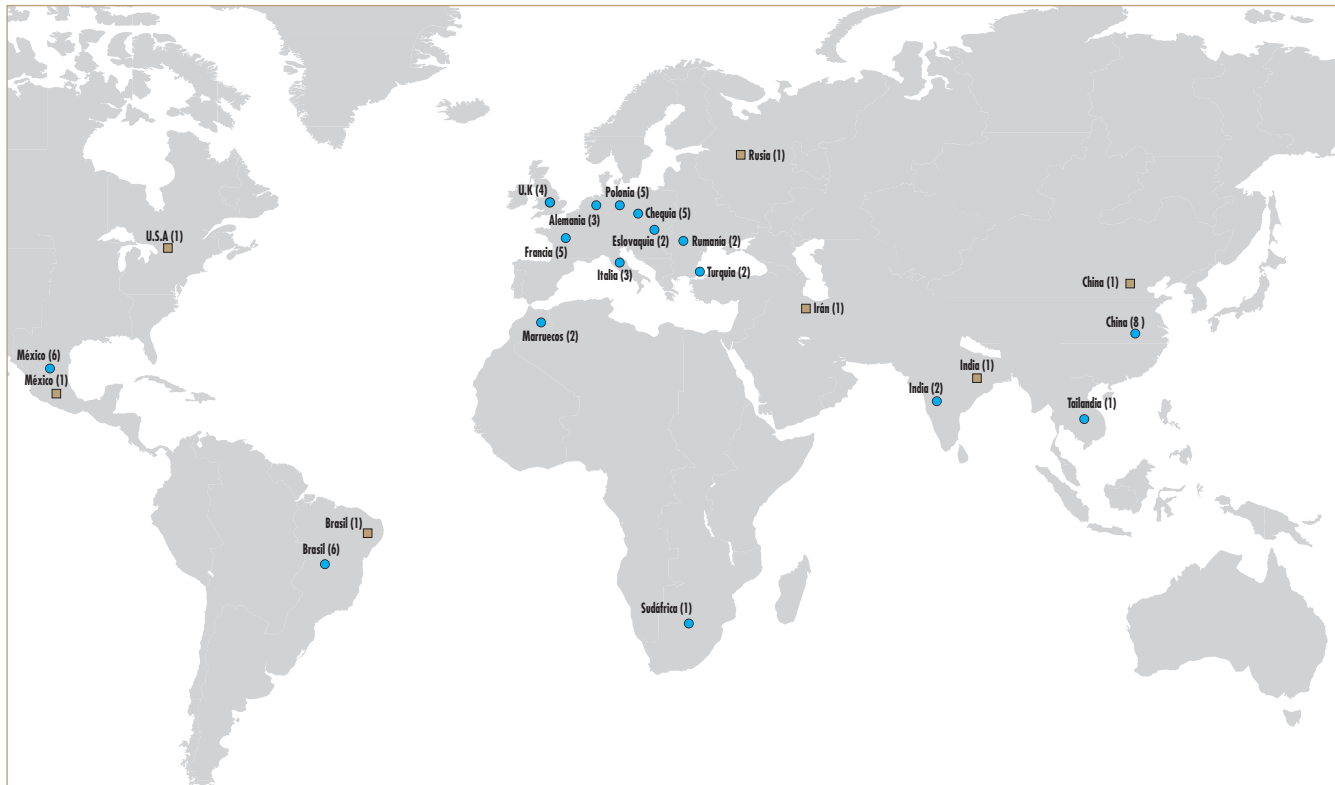 Rusia (1)
U.K (4)
Polonia (5)
Alemania (3)
Chequia (5)
U.S.A (1)
Eslovaquia (2)
Rumanía (2)
Francia (5)
Italia (3)
Turquia (2)
China (1)
Irán (1)
China (8 )
Marruecos (2)
México (6)
India (1)
México (1)
India (2)
Tailandia (1)
Brasil (1)
Brasil (6)
Sudáfrica (1)